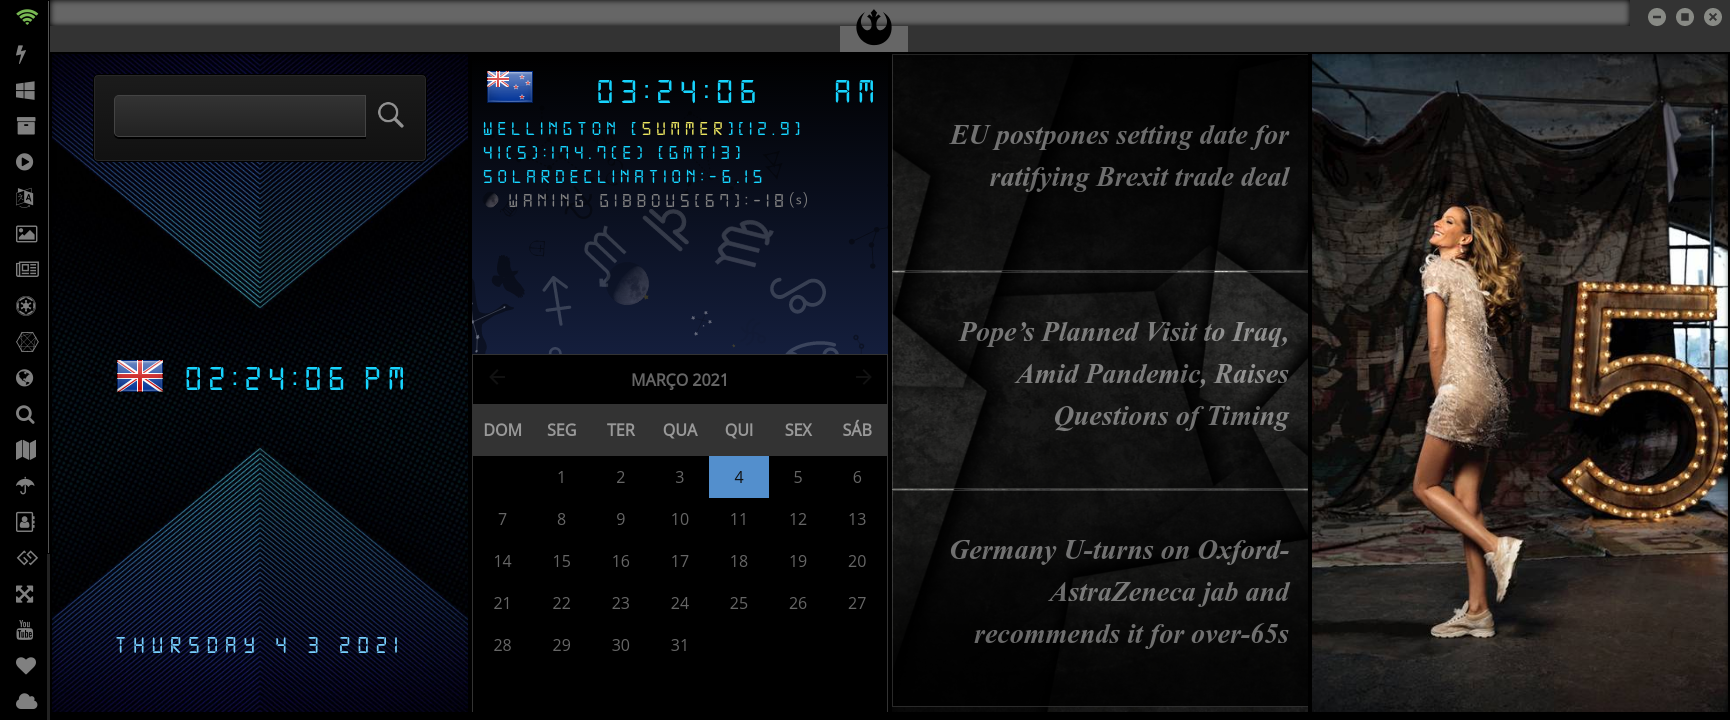 02:24:06 PM
THURSDAY 4 3 2021
03:24:06 AM
WELLINGTON [SUMMER][12.9]
41(S):174.7(E) [GMT13]
SOLARDECLINATION:-6.15
WANING GIBBOUS[67]:-18(s)
MARÇO 2021
DOM SEG TER QUA QUI SEX SÁB
1 2 3 4 5 6
7 8 9 10 11 12 13
14 15 16 17 18 19 20
21 22 23 24 25 26 27
28 29 30 31
EU postpones setting date for
ratifying Brexit trade deal
Pope’s Planned Visit to Iraq,
Amid Pandemic, Raises
Questions of Timing
Germany U-turns on Oxford-
AstraZeneca jab and
recommends it for over-65s
5
You
Tube